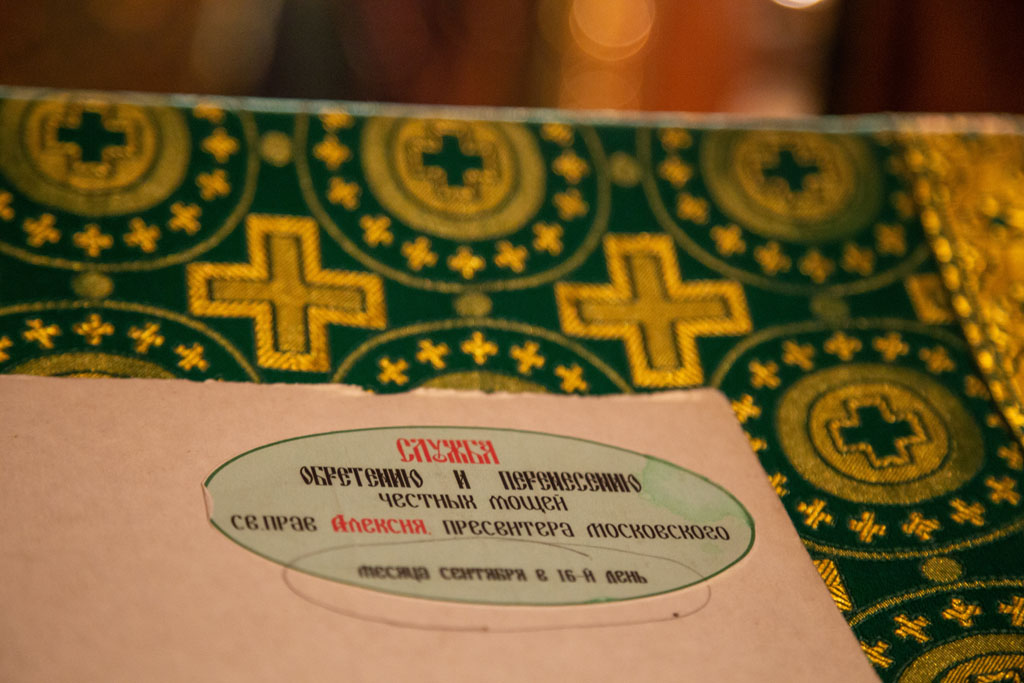 СЛУЖБА
ОБРЕТЕНИЮ И ПЕРЕНЕСЕНИЮ
ЧЕСТНЫХ МОЩЕЙ
СВ.ПРАВ АЛЕКСИЯ, ПРЕСВИТЕРА МОСКОВСКОГО
МЕСЯЦА СЕНТЯБРЯ В 16-Й ДЕНЬ